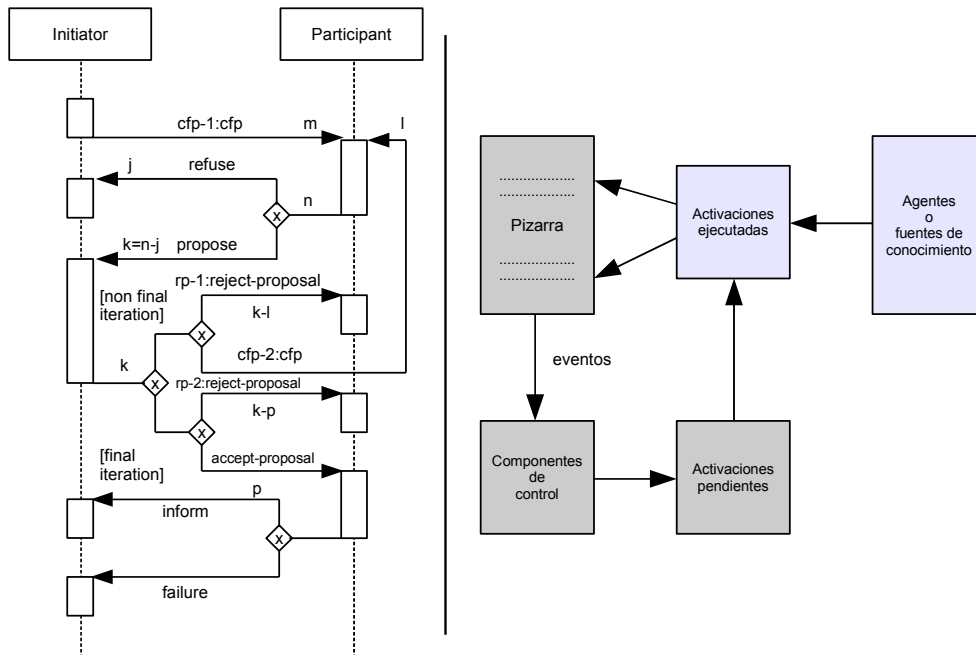 Initiator
Participant
cfp-1:cfp
m
l
j
refuse
n
x
k=n-j
propose
rp-1:reject-proposal
[non final
iteration]
k-l
x
cfp-2:cfp
k
x
rp-2:reject-proposal
k-p
x
[final
iteration]
accept-proposal
p
inform
x
failure
....................
....................
Pizarra
....................
....................
Activaciones
ejecutadas
Agentes
o
fuentes de
conocimiento
eventos
Componentes
de
control
Activaciones
pendientes